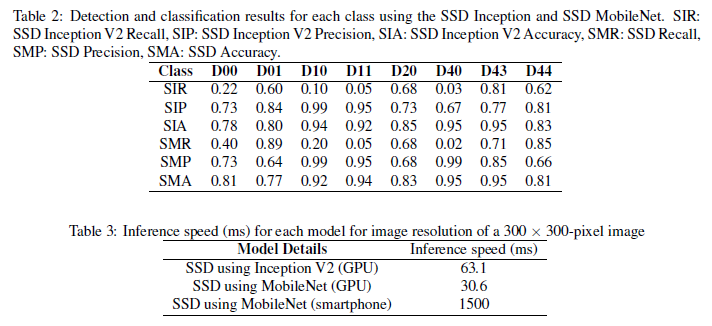 Table 2: Detection and classification results for each class using the SSD Inception and SSD MobileNet. SIR:
SSD Inception V2 Recall, SIP: SSD Inception V2 Precision, SIA: SSD Inception V2 Accuracy, SMR: SSD Recall,
SMP: SSD Precision, SMA: SSD Accuracy.
Class D00 D01 D10 D11 D20 D40 D43 D44
SIR 0.22 0.60 0.10 0.05 0.68 0.03 0.81 0.62
SIP 0.73 0.84 0.99 0.95 0.73 0.67 0.77 0.81
SIA 0.78 0.80 0.94 0.92 0.85 0.95 0.95 0.83
SMR 0.40 0.89 0.20 0.05 0.68 0.02 0.71 0.85
SMP 0.73 0.64 0.99 0.95 0.68 0.99 0.85 0.66
SMA 0.81 0.77 0.92 0.94 0.83 0.95 0.95 0.81
Table 3: Inference speed (ms) for each model for image resolution of a 300 × 300-pixel image
Model Details Inference speed (ms)
SSD using Inception V2 (GPU) 63.1
SSD using MobileNet (GPU) 30.6
SSD using MobileNet (smartphone) 1500